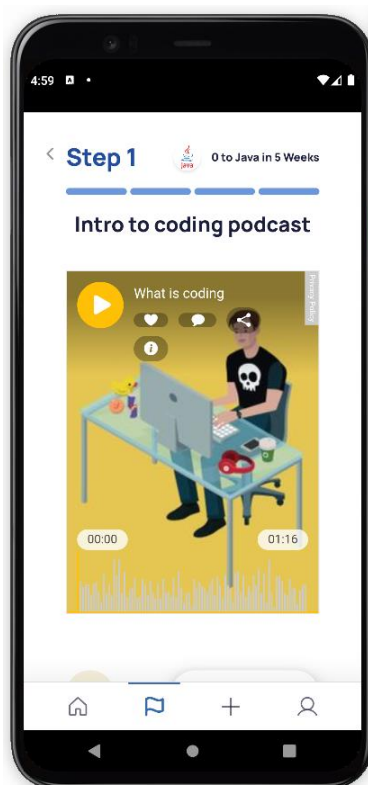 4:59
Step 1
Java
0 to Java in 5 Weeks
Intro to coding podcast
What is coding
Privacy Policy
00:00
01:16